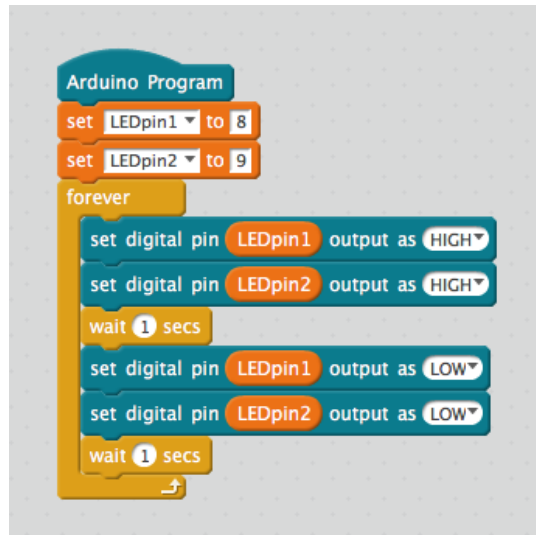 Arduino Program
set LEDpin1 to 8
set LEDpin2 to 9
forever
set digital pin LEDpin1 output as HIGH
set digital pin LEDpin2 output as HIGH
wait 1 secs
set digital pin LEDpin1 output as LOW
set digital pin LEDpin2 output as LOW
wait 1 secs